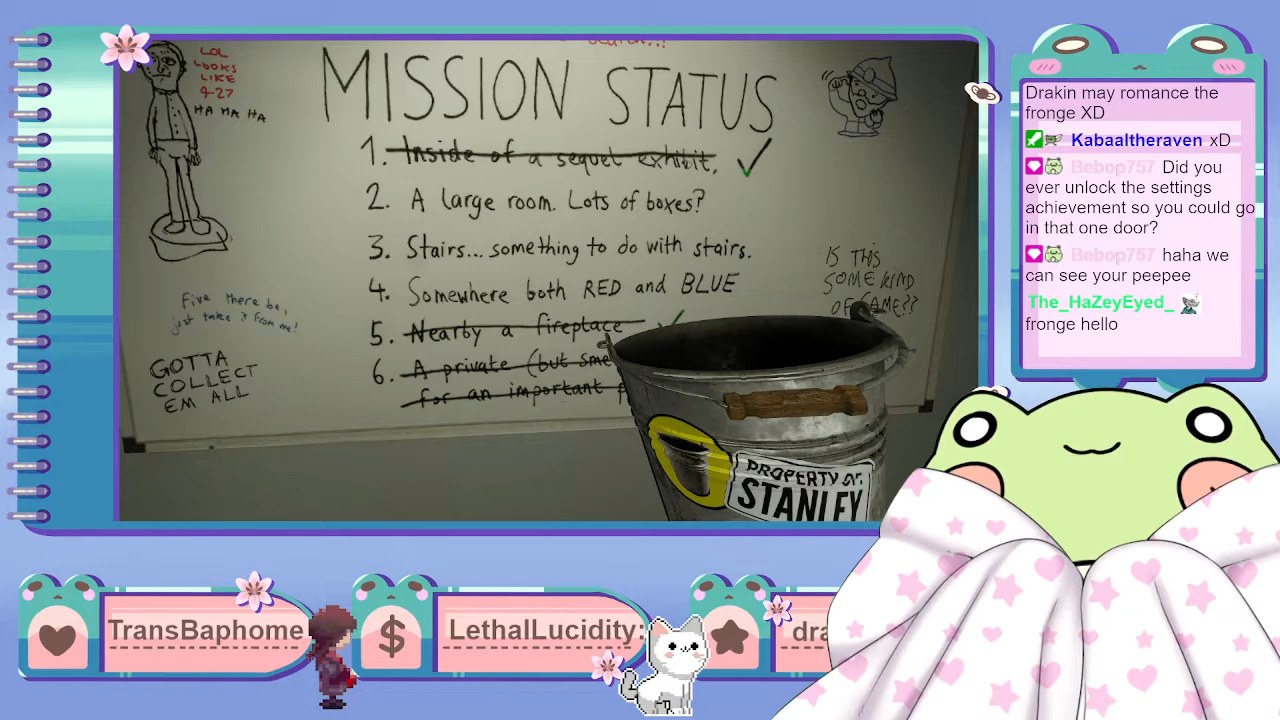 LOL
LOOKS
LIKE
427
HA HA HA
MISSION STATUS
1. Inside of a sequel exhibit.
2. A large room. Lots of boxes?
3. Stairs... something to do with stairs.
4. Somewhere both RED and BLUE
5. Nearby a fireplace
6. A private (but
for an important
Five there be,
just take it from me!
GOTTA
COLLECT
EM ALL
IS THIS
SOME KIND
OF GAME??
PROPERTY OF
STANLEY
Drakin may romance the
fronge XD
Kabaaltheraven xD
Bebop757 Did you
ever unlock the settings
achievement so you could go
in that one door?
Bebop757 haha we
can see your peepee
The_HaZeyEyed_
fronge hello
TransBaphome
LethalLucidity:
dra